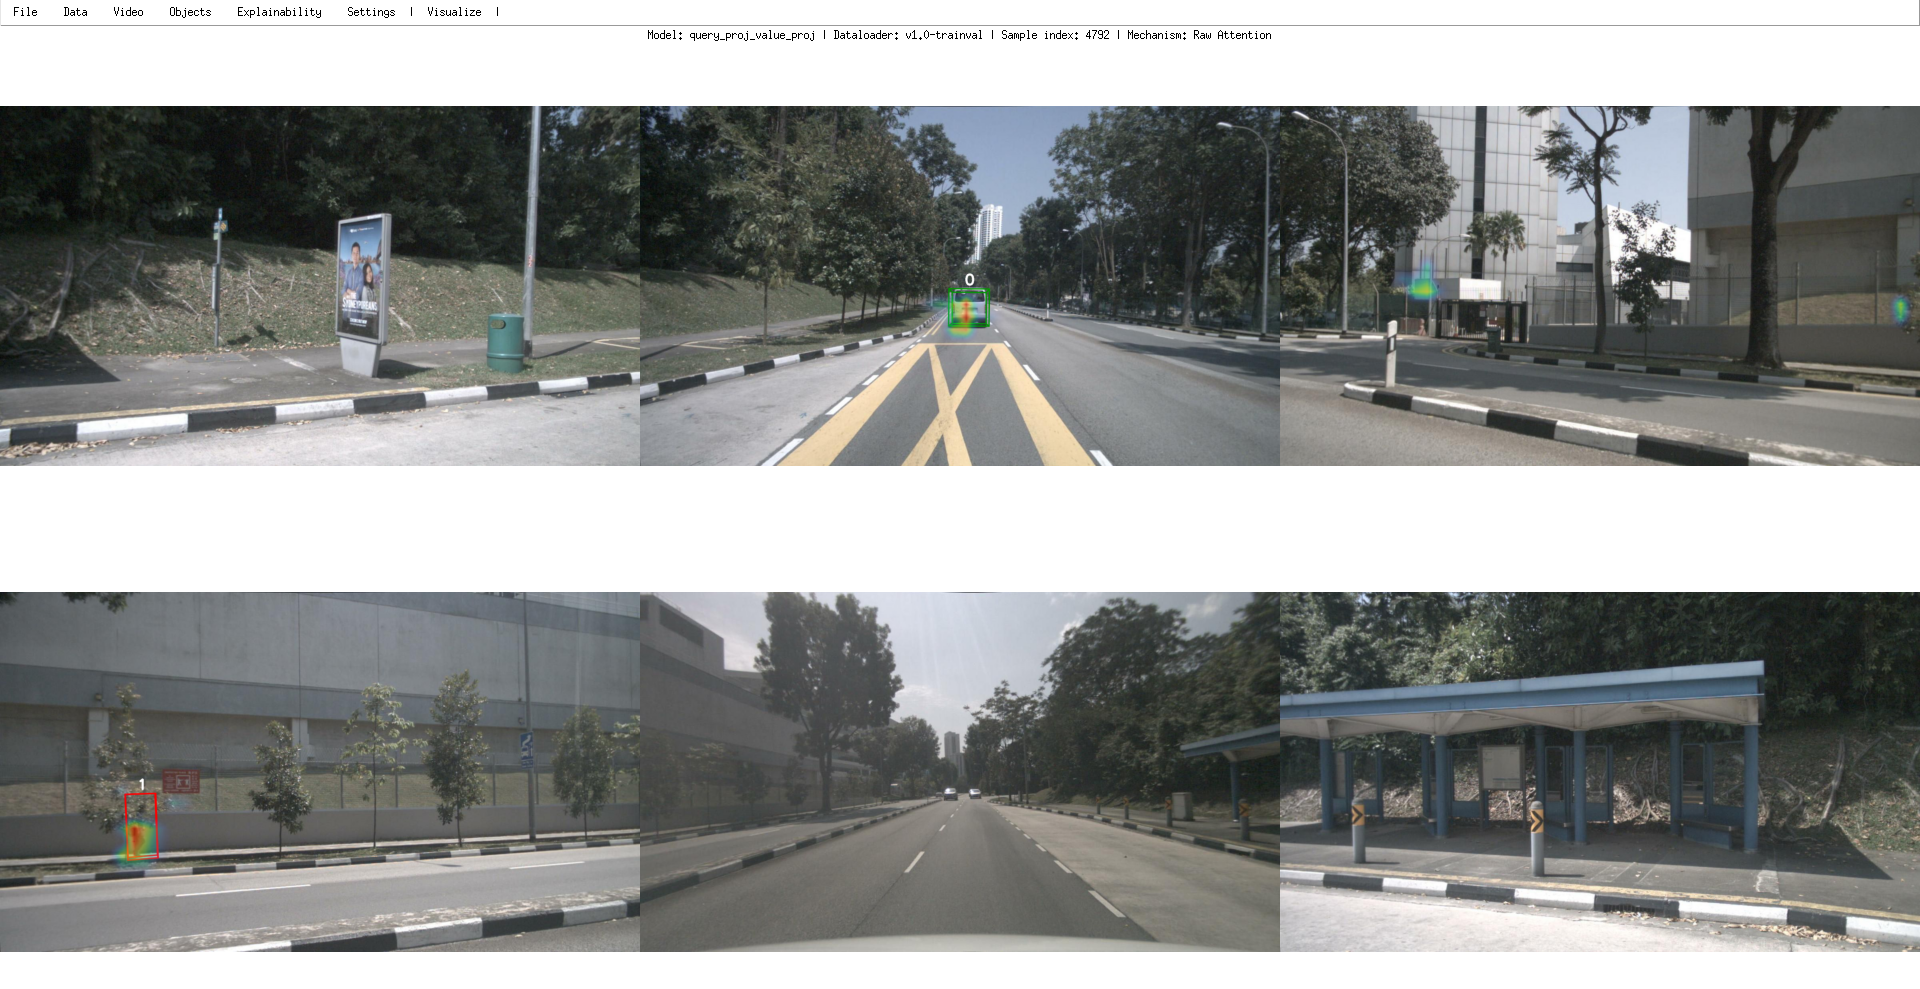 File Data Video Objects Explainability Settings | Visualize |
Model: query_proj_value_proj | Dataloader: v1.0-trainval | Sample index: 4792 | Mechanism: Raw Attention
0
1